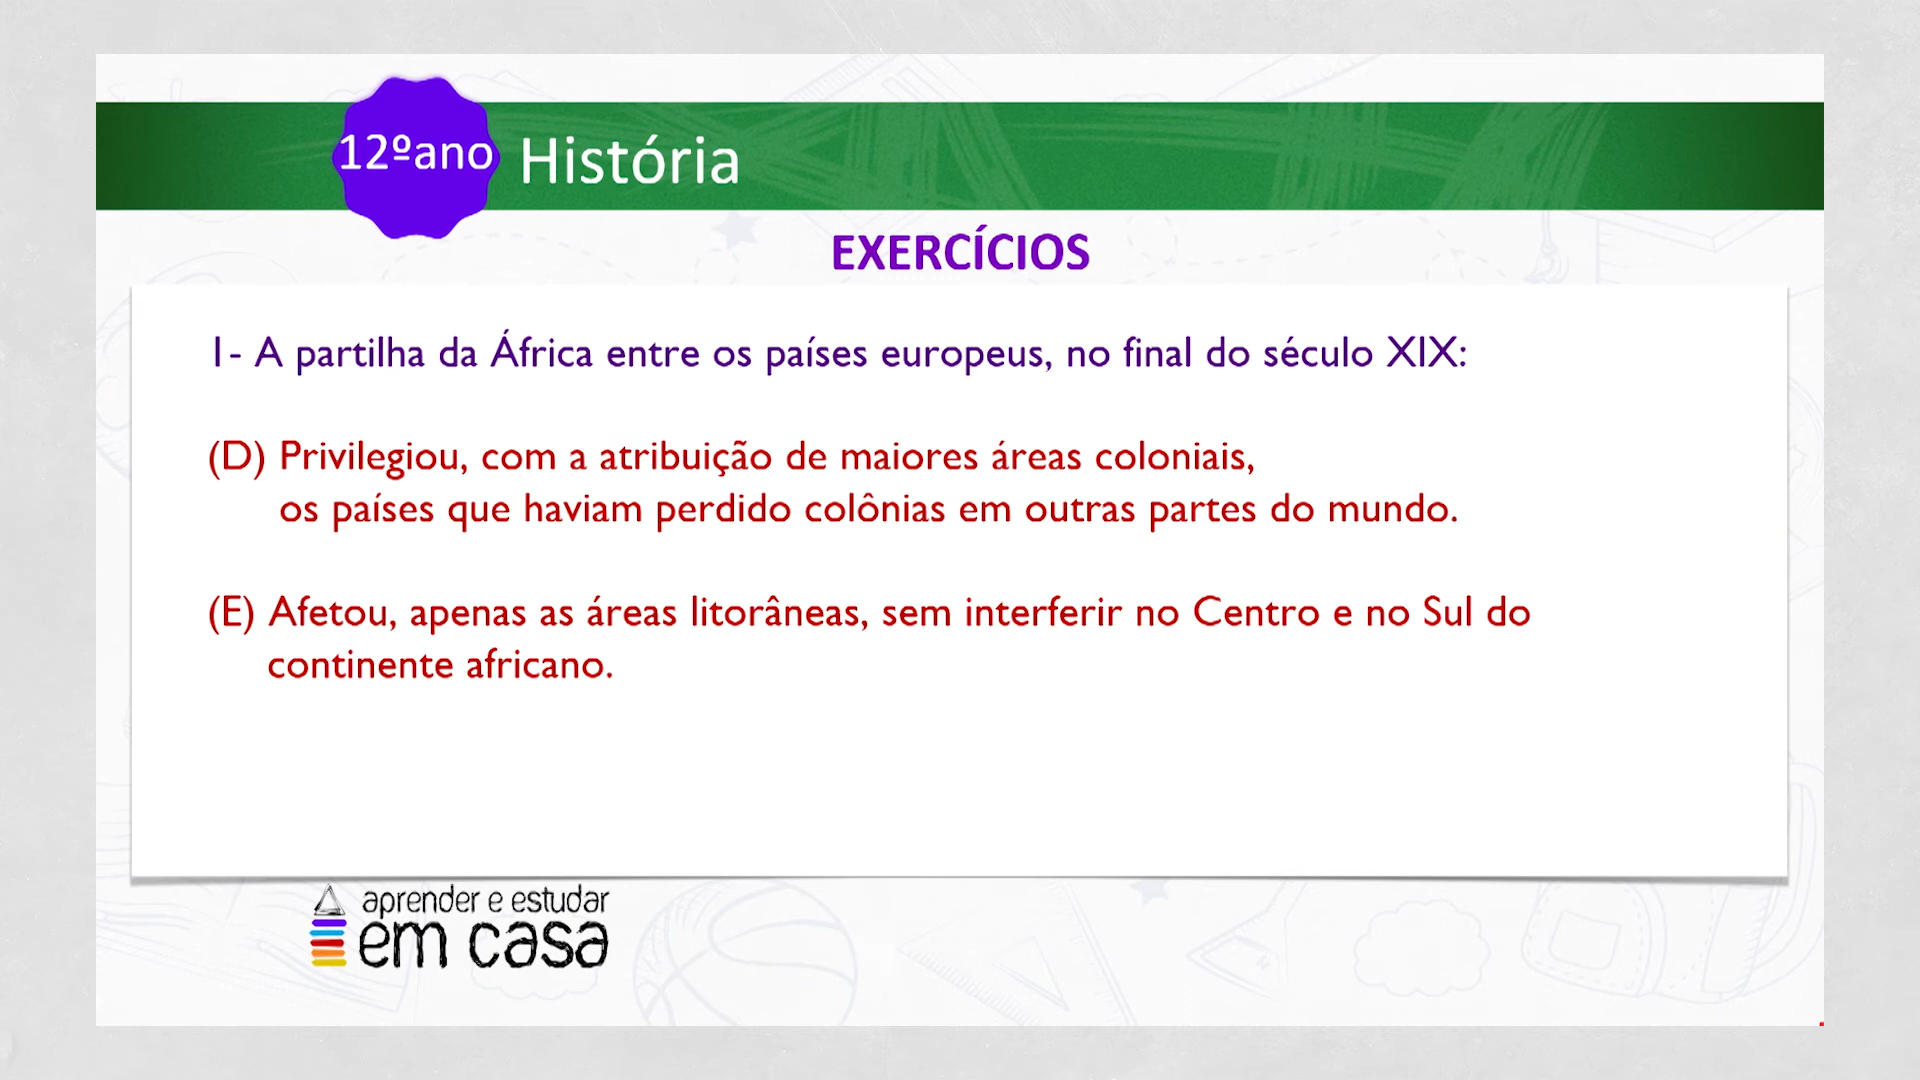 12ºano
História
EXERCÍCIOS
1- A partilha da África entre os países europeus, no final do século XIX:
(D) Privilegiou, com a atribuição de maiores áreas coloniais,
os países que haviam perdido colônias em outras partes do mundo.
(E) Afetou, apenas as áreas litorâneas, sem interferir no Centro e no Sul do
continente africano.
aprender e estudar
em casa